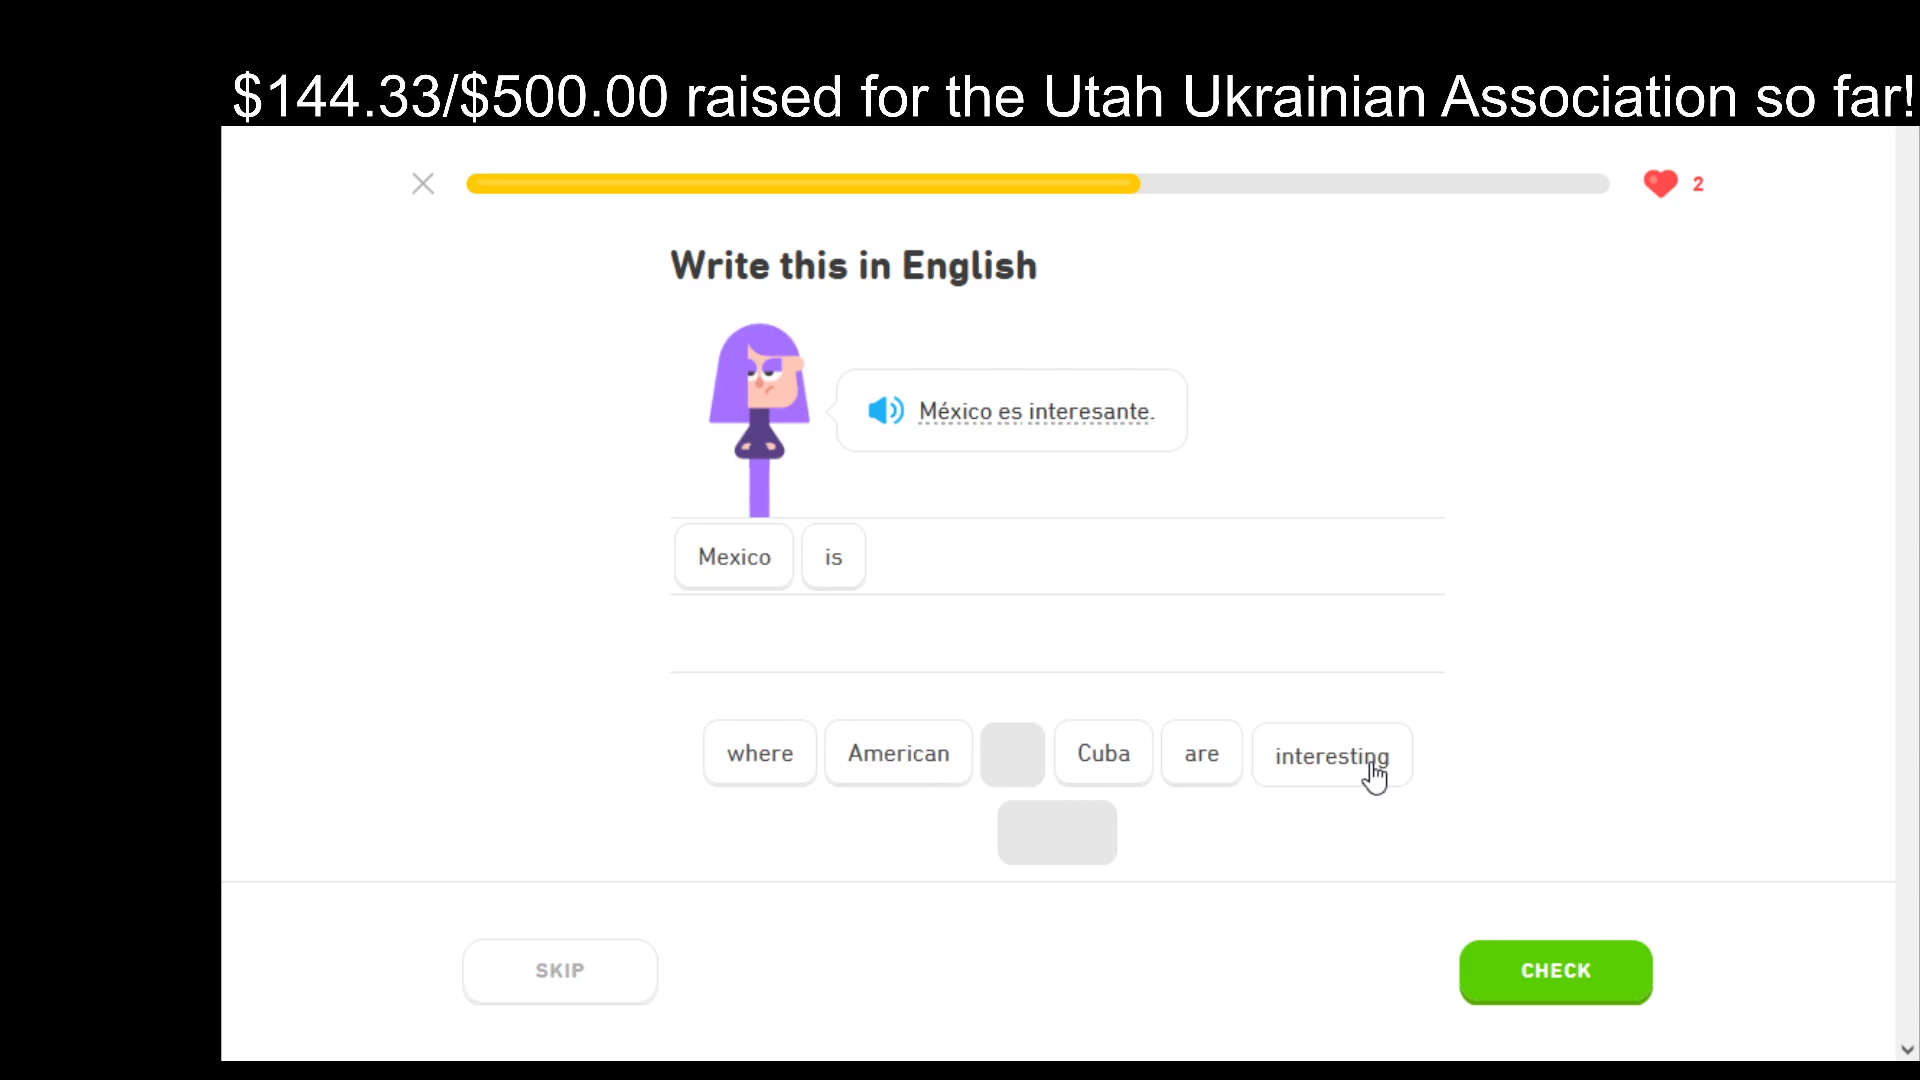 $144.33/$500.00 raised for the Utah Ukrainian Association so far!
2
Write this in English
México es interesante.
Mexico is
where American Cuba are interesting
SKIP CHECK